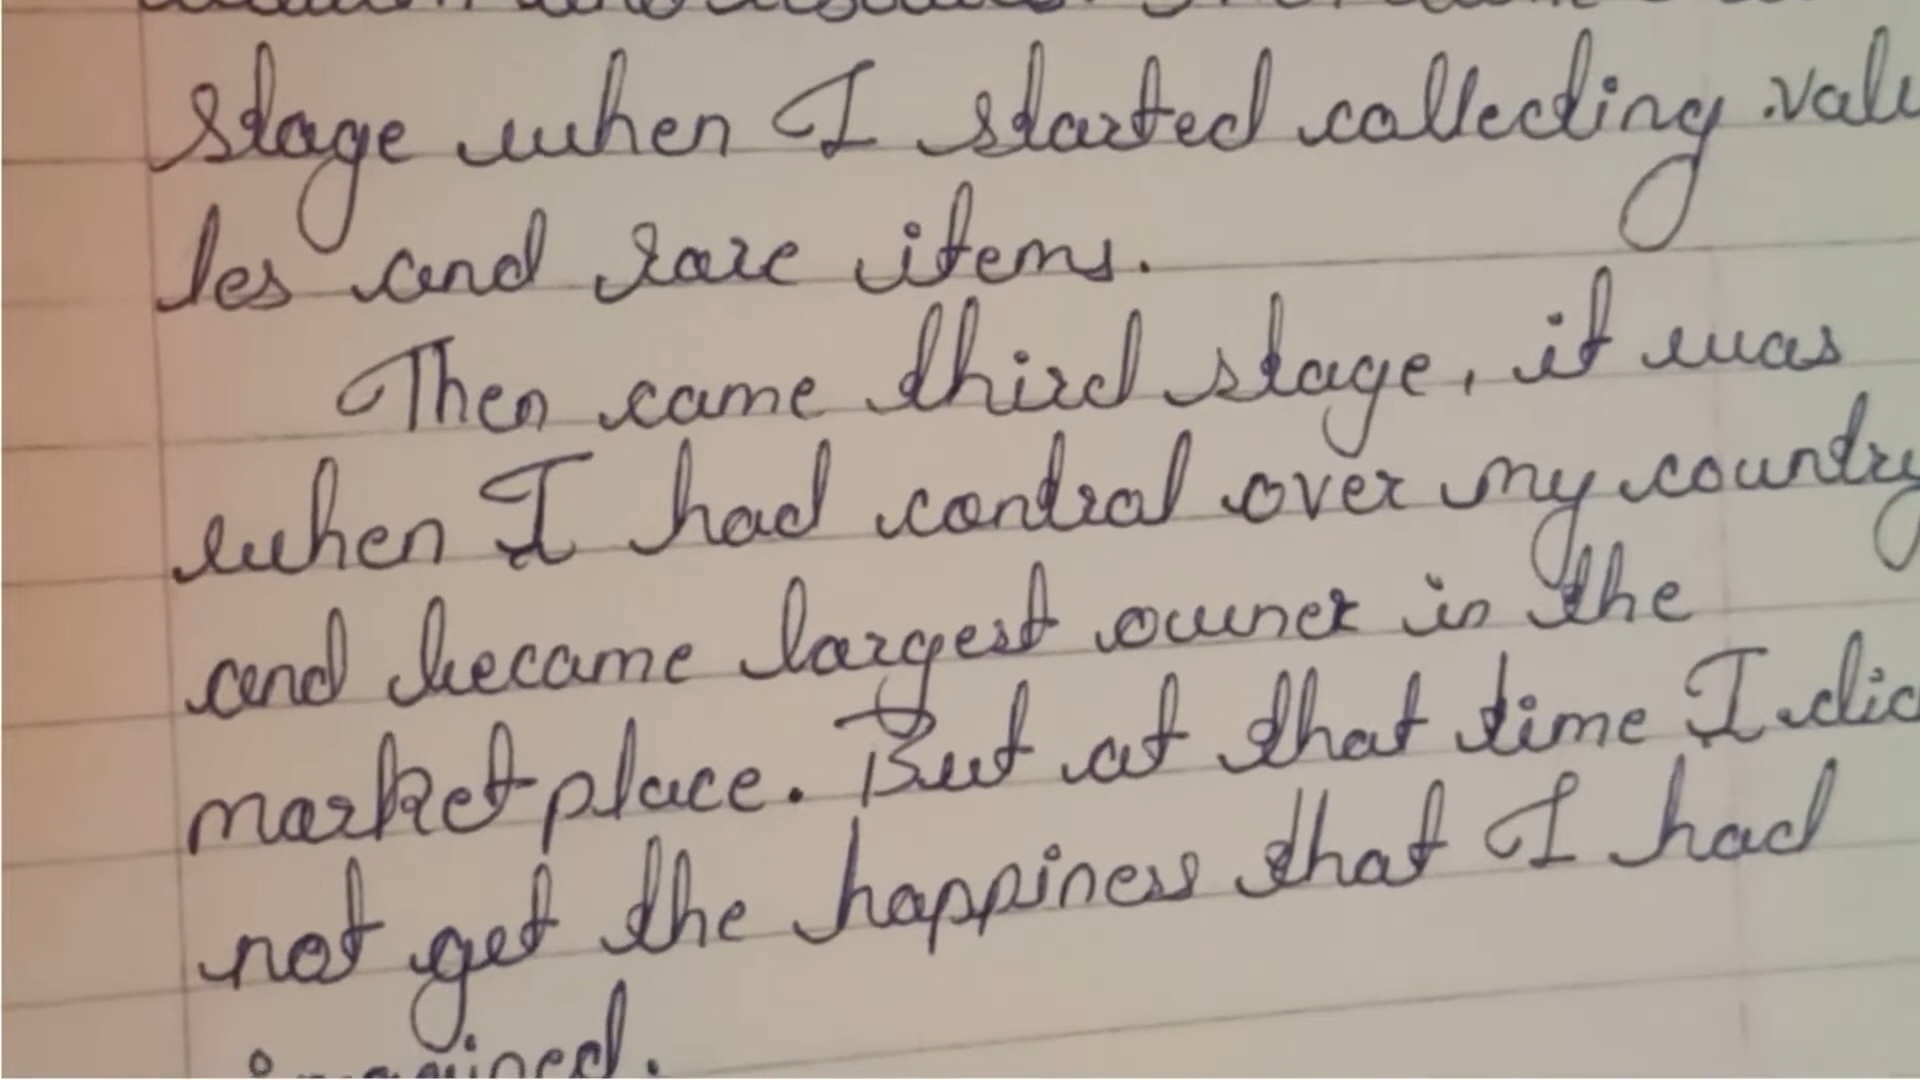 stage when I started collecting valu
les and rare items.
Then came third stage, it was
when I had control over my country
and became largest owner in the
market place. But at that time I did
not get the happiness that I had
imagined.